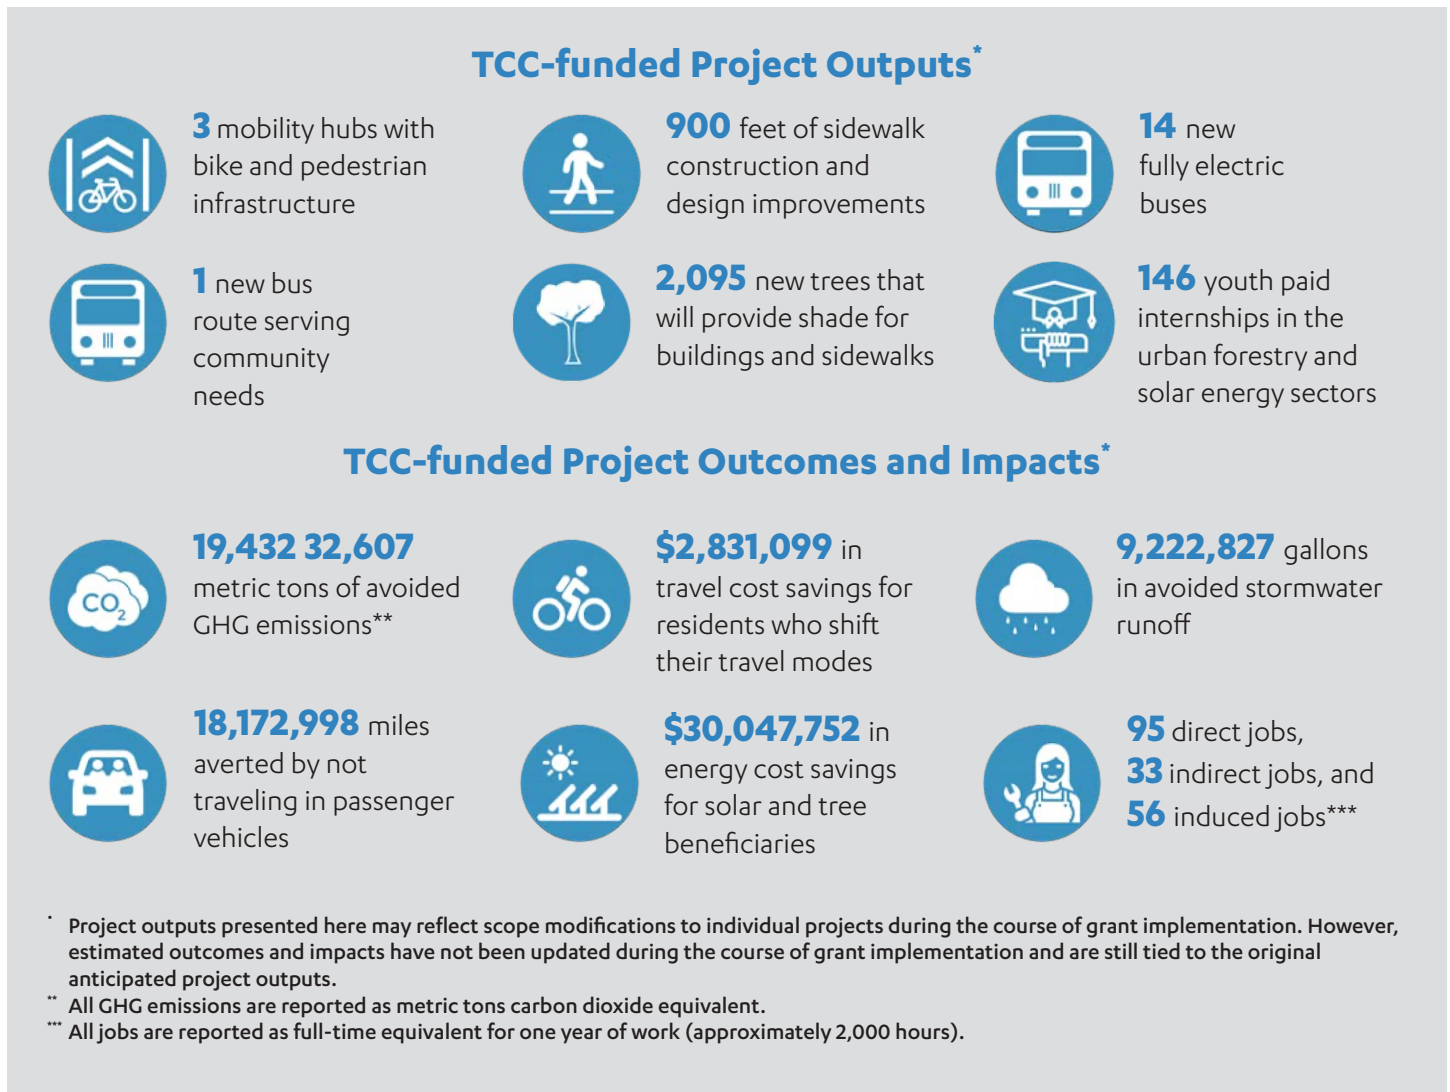 TCC-funded Project Outputs*
3 mobility hubs with
bike and pedestrian
infrastructure
900 feet of sidewalk
construction and
design improvements
14 new
fully electric
buses
1 new bus
route serving
community
needs
2,095 new trees that
will provide shade for
buildings and sidewalks
146 youth paid
internships in the
urban forestry and
solar energy sectors
TCC-funded Project Outcomes and Impacts*
CO2
19,432 32,607
metric tons of avoided
GHG emissions**
$2,831,099 in
travel cost savings for
residents who shift
their travel modes
9,222,827 gallons
in avoided stormwater
runoff
18,172,998 miles
averted by not
traveling in passenger
vehicles
$30,047,752 in
energy cost savings
for solar and tree
beneficiaries
95 direct jobs,
33 indirect jobs, and
56 induced jobs***
* Project outputs presented here may reflect scope modifications to individual projects during the course of grant implementation. However,
estimated outcomes and impacts have not been updated during the course of grant implementation and are still tied to the original
anticipated project outputs.
** All GHG emissions are reported as metric tons carbon dioxide equivalent.
*** All jobs are reported as full-time equivalent for one year of work (approximately 2,000 hours).